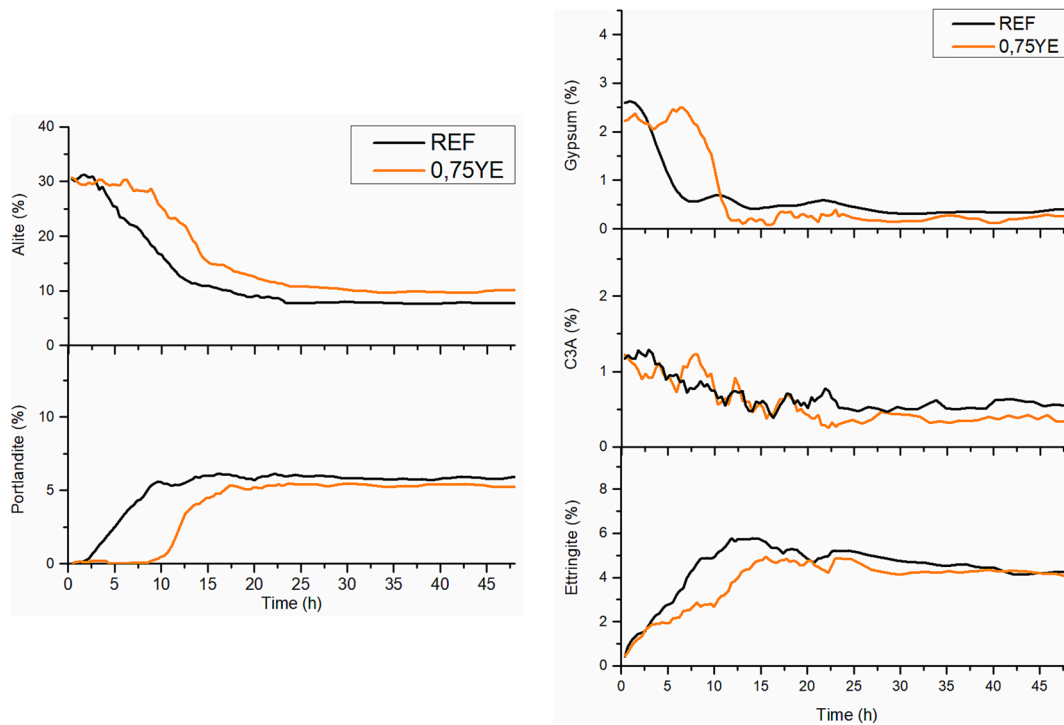 REF
0,75YE
Alite (%)
40
30
20
10
0
Portlandite (%)
10
5
0
0 5 10 15 20 25 30 35 40 45
Time (h)
REF
0,75YE
Gypsum (%)
4
3
2
1
0
C3A (%)
2
1
0
Ettringite (%)
8
6
4
2
0
0 5 10 15 20 25 30 35 40 45
Time (h)